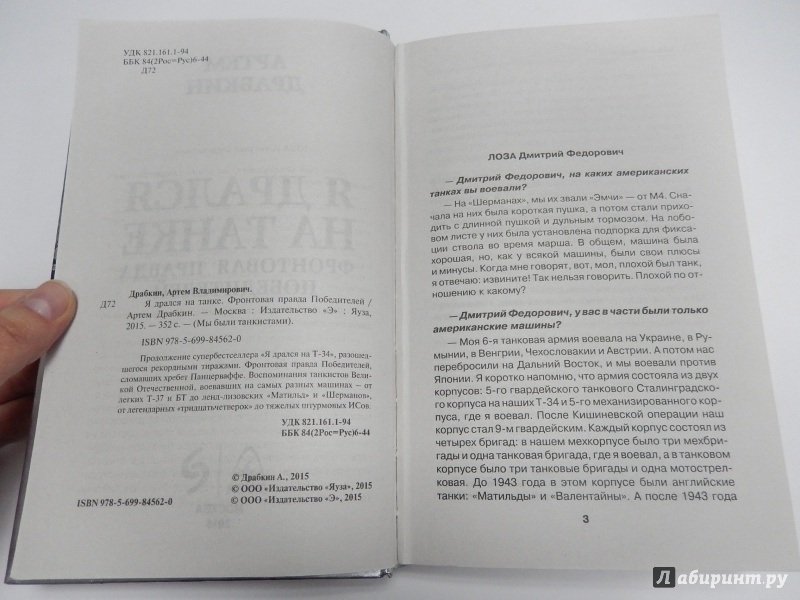 УДК 821.161.1-94
ББК 84(2Рос=Рус)6-44
Д72
Драбкин, Артем Владимирович.
Д72
Я дрался на танке. Фронтовая правда Победителей /
Артем Драбкин. — Москва : Издательство «Э» : Яуза,
2015. — 352 с. — (Мы были танкистами).
ISBN 978-5-699-84562-0
Продолжение супербестселлера «Я дрался на Т-34», разошед-
шегося рекордными тиражами. Фронтовая правда Победителей,
сломавших хребет Панцерваффе. Воспоминания танкистов Вели-
кой Отечественной, воевавших на самых разных машинах – от
легких Т-37 и БТ до ленд-лизовских «Матильд» и «Шерманов»,
от легендарных «тридцатьчетверок» до тяжелых штурмовых ИСов.
УДК 821.161.1-94
ББК 84(2Рос=Рус)6-44
© Драбкин А., 2015
© ООО «Издательство «Яуза», 2015
ISBN 978-5-699-84562-0
© ООО «Издательство «Э», 2015
ЛОЗА Дмитрий Федорович
— Дмитрий Федорович, на каких американских
танках вы воевали?
— На «Шерманах», мы их звали «Эмчи» — от М4. Сна-
чала на них была короткая пушка, а потом стали прихо-
дить с длинной пушкой и дульным тормозом. На лобо-
вом листе у них была установлена подпорка для фикса-
ции ствола во время марша. В общем, машина была
хорошая, но, как у всякой машины, были свои плюсы
и минусы. Когда мне говорят, вот, мол, плохой был танк,
я отвечаю: извините! Так нельзя говорить. Плохой по от-
ношению к какому?
— Дмитрий Федорович, у вас в части были только
американские машины?
— Моя 6-я танковая армия воевала на Украине, в Ру-
мынии, в Венгрии, Чехословакии и Австрии. А потом нас
перебросили на Дальний Восток, и мы воевали против
Японии. Я коротко напомню, что армия состояла из двух
корпусов: 5-го гвардейского танкового Сталинградско-
го корпуса на наших Т-34 и 5-го механизированного кор-
пуса, где я воевал. После Кишиневской операции наш
корпус стал 9-м гвардейским. Каждый корпус состоял из
четырех бригад: в нашем мехкорпусе было три мехбри-
гады и одна танковая бригада, где я воевал, а в танковом
корпусе было три танковые бригады и одна мотострел-
ковая. До 1943 года в этом корпусе были английские
танки: «Матильды» и «Валентайны». А после 1943 года
3
Лабиринт.ру